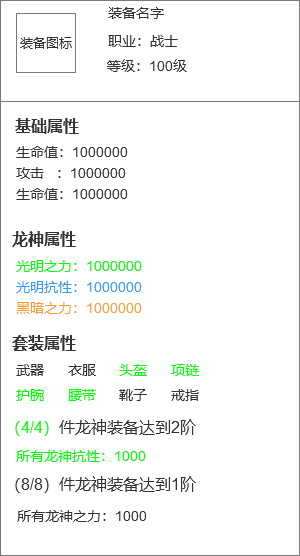 装备图标
装备名字
职业：战士
等级：100级
基础属性
生命值：1000000
攻击　：1000000
生命值：1000000
龙神属性
光明之力：1000000
光明抗性：1000000
黑暗之力：1000000
套装属性
武器 衣服 头盔 项链
护腕 腰带 靴子 戒指
（4/4）件龙神装备达到2阶
所有龙神抗性：1000
（8/8）件龙神装备达到1阶
所有龙神之力：1000